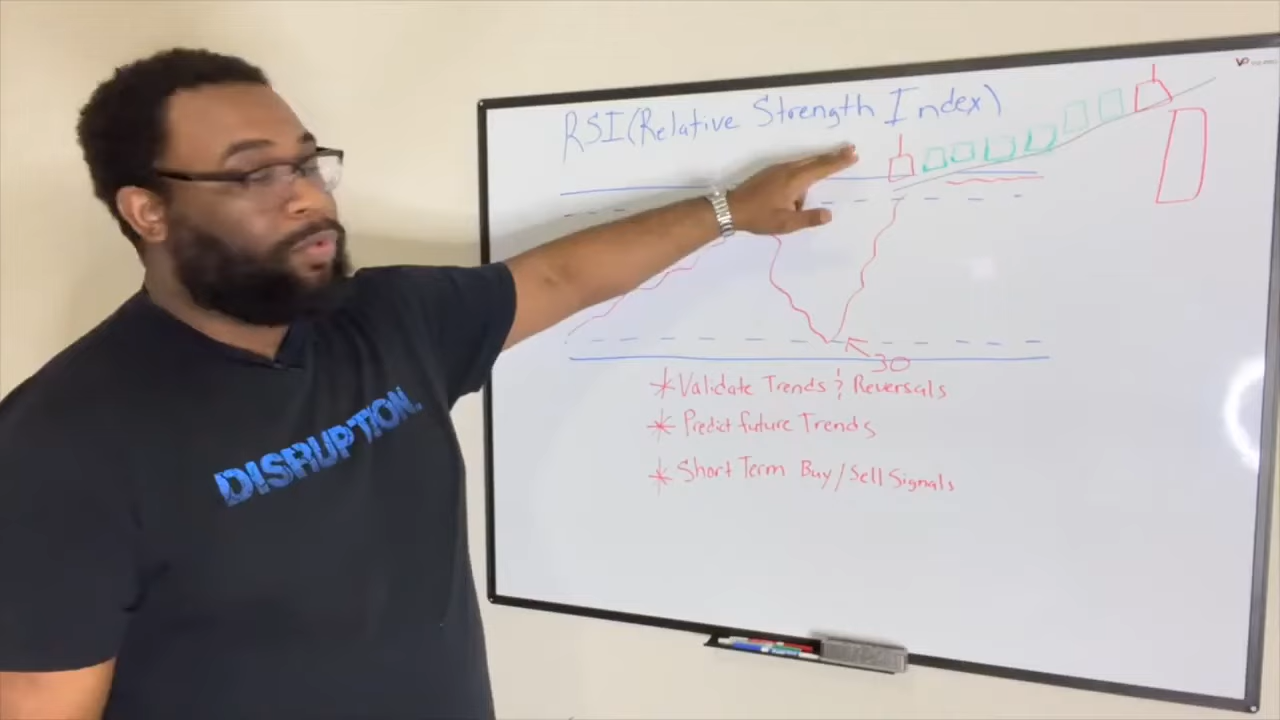 RSI (Relative Strength Index)
30
* Validate Trends & Reversals
* Predict future Trends
* Short Term Buy/Sell Signals
DISRUPTION.